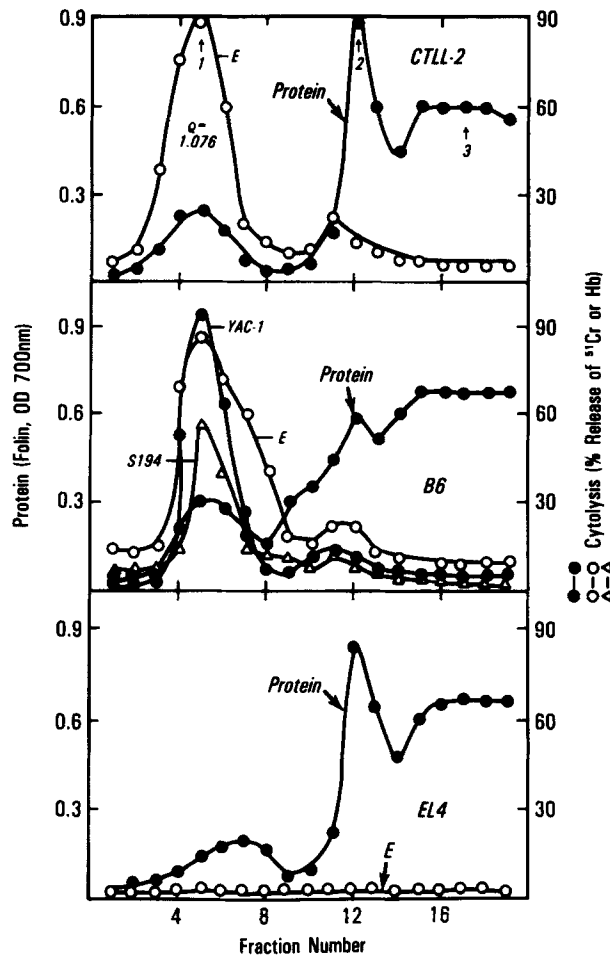 0.9
0.6
0.3
90
60
30
CTLL-2
E
1
ϱ=
1.076
Protein
2
3
0.9
0.6
0.3
90
60
30
YAC-1
E
S194
Protein
B6
0.9
0.6
0.3
90
60
30
Protein
EL4
E
4
8
12
16
Fraction Number
Protein (Folin, OD 700nm)
Cytolysis (% Release of ⁵¹Cr or Hb)